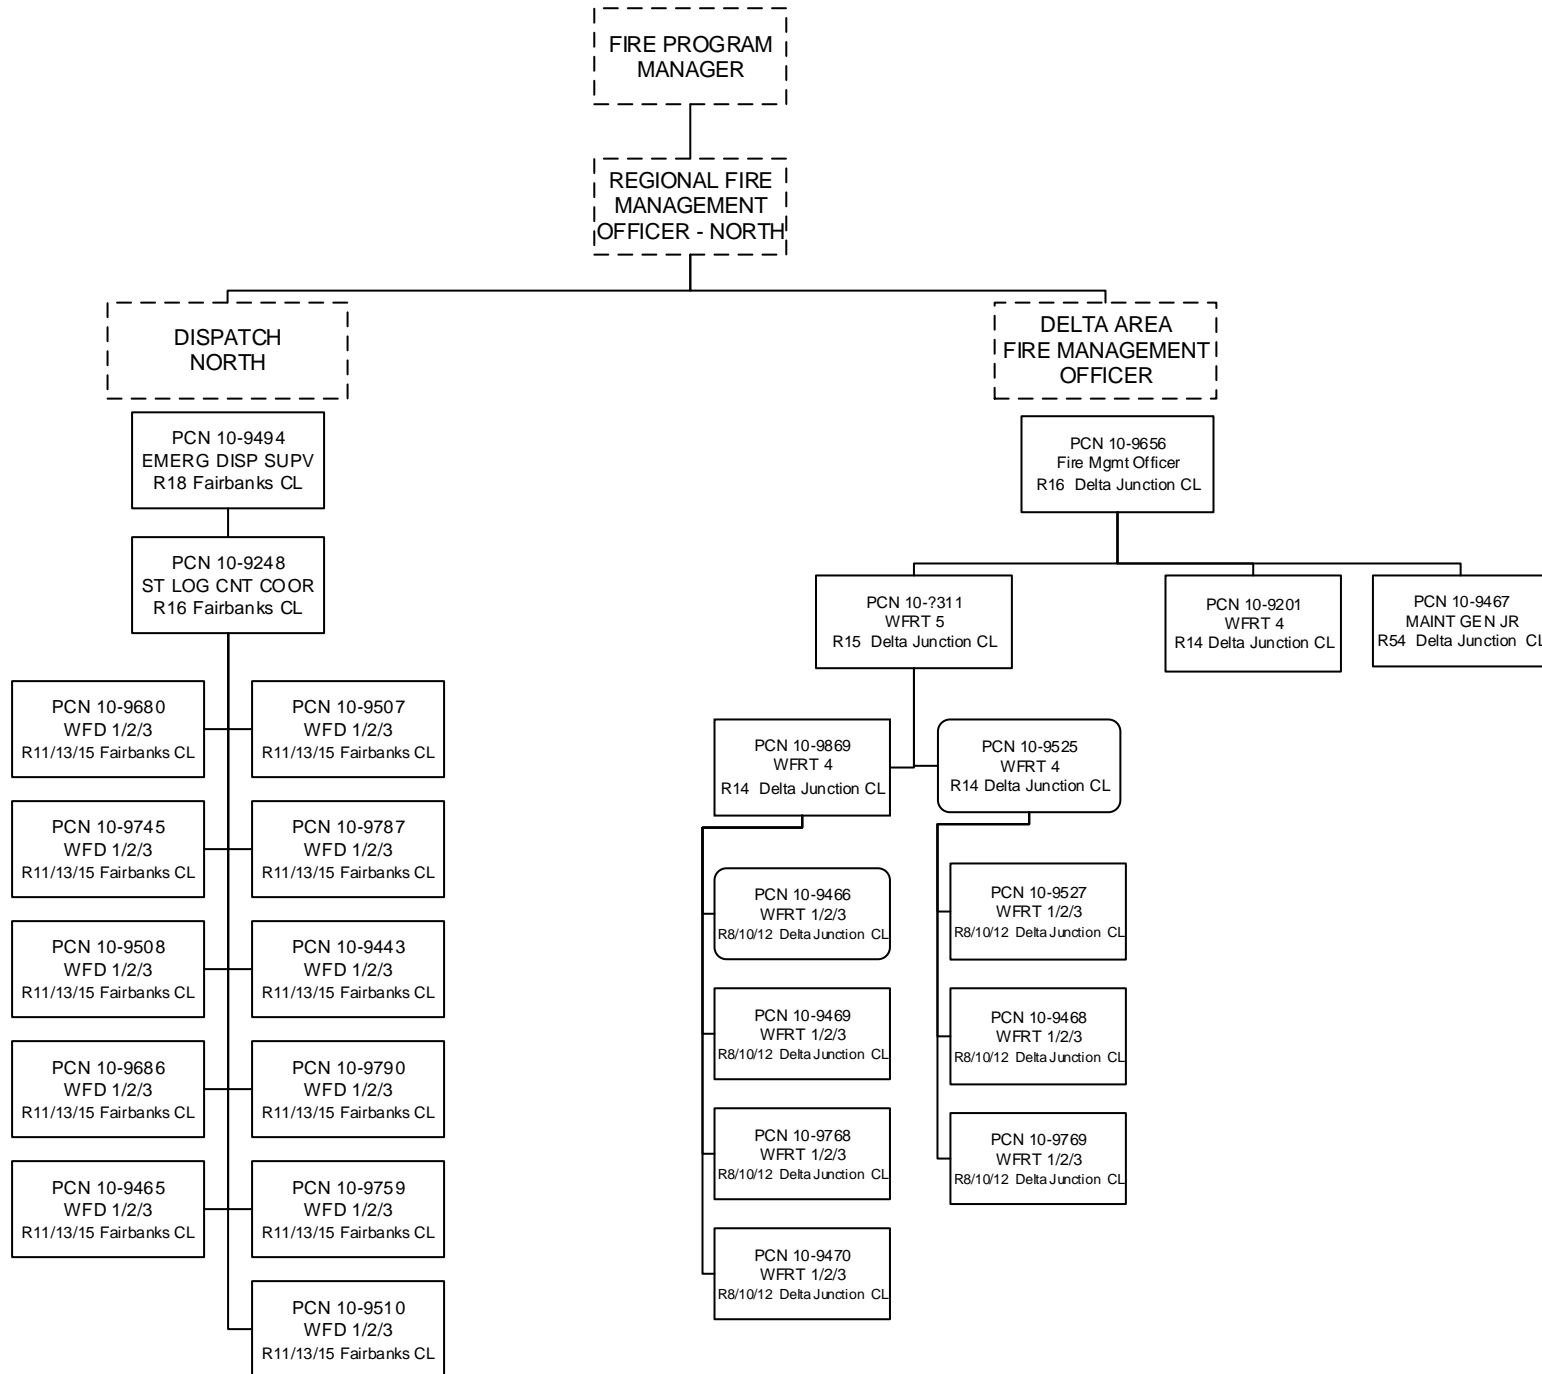 FIRE PROGRAM
MANAGER
REGIONAL FIRE
MANAGEMENT
OFFICER - NORTH
DISPATCH
NORTH
DELTA AREA
FIRE MANAGEMENT
OFFICER
PCN 10-9494
EMERG DISP SUPV
R18 Fairbanks CL
PCN 10-9656
Fire Mgmt Officer
R16 Delta Junction CL
PCN 10-9248
ST LOG CNT COOR
R16 Fairbanks CL
PCN 10-?311
WFRT 5
R15 Delta Junction CL
PCN 10-9201
WFRT 4
R14 Delta Junction CL
PCN 10-9467
MAINT GEN JR
R54 Delta Junction CL
PCN 10-9680
WFD 1/2/3
R11/13/15 Fairbanks CL
PCN 10-9507
WFD 1/2/3
R11/13/15 Fairbanks CL
PCN 10-9869
WFRT 4
R14 Delta Junction CL
PCN 10-9525
WFRT 4
R14 Delta Junction CL
PCN 10-9745
WFD 1/2/3
R11/13/15 Fairbanks CL
PCN 10-9787
WFD 1/2/3
R11/13/15 Fairbanks CL
PCN 10-9466
WFRT 1/2/3
R8/10/12 Delta Junction CL
PCN 10-9527
WFRT 1/2/3
R8/10/12 Delta Junction CL
PCN 10-9508
WFD 1/2/3
R11/13/15 Fairbanks CL
PCN 10-9443
WFD 1/2/3
R11/13/15 Fairbanks CL
PCN 10-9469
WFRT 1/2/3
R8/10/12 Delta Junction CL
PCN 10-9468
WFRT 1/2/3
R8/10/12 Delta Junction CL
PCN 10-9686
WFD 1/2/3
R11/13/15 Fairbanks CL
PCN 10-9790
WFD 1/2/3
R11/13/15 Fairbanks CL
PCN 10-9768
WFRT 1/2/3
R8/10/12 Delta Junction CL
PCN 10-9769
WFRT 1/2/3
R8/10/12 Delta Junction CL
PCN 10-9465
WFD 1/2/3
R11/13/15 Fairbanks CL
PCN 10-9759
WFD 1/2/3
R11/13/15 Fairbanks CL
PCN 10-9470
WFRT 1/2/3
R8/10/12 Delta Junction CL
PCN 10-9510
WFD 1/2/3
R11/13/15 Fairbanks CL